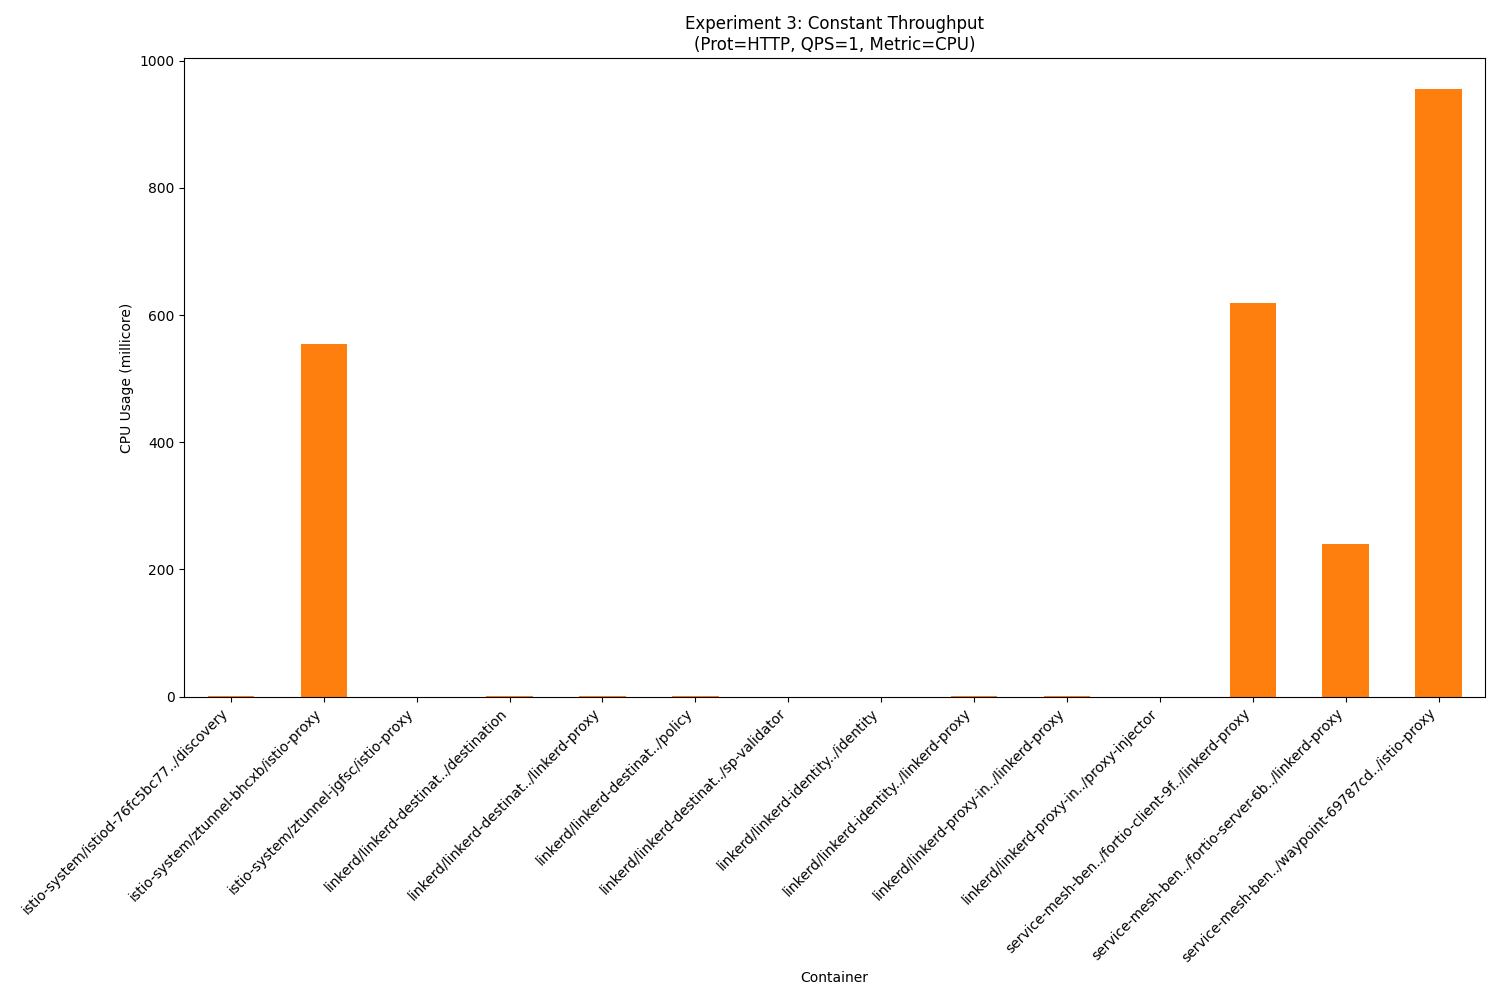 Experiment 3: Constant Throughput
(Prot=HTTP, QPS=1, Metric=CPU)
CPU Usage (millicore)
1000
800
600
400
200
0
istio-system/istiod-76fc5bc77../discovery
istio-system/ztunnel-bhcxb/istio-proxy
istio-system/ztunnel-jgfsc/istio-proxy
linkerd/linkerd-destinat../destination
linkerd/linkerd-destinat../linkerd-proxy
linkerd/linkerd-destinat../policy
linkerd/linkerd-destinat../sp-validator
linkerd/linkerd-identity../identity
linkerd/linkerd-identity../linkerd-proxy
linkerd/linkerd-proxy-in../linkerd-proxy
linkerd/linkerd-proxy-in../proxy-injector
service-mesh-ben../fortio-client-9f../linkerd-proxy
service-mesh-ben../fortio-server-6b../linkerd-proxy
service-mesh-ben../waypoint-69787cd../istio-proxy
Container